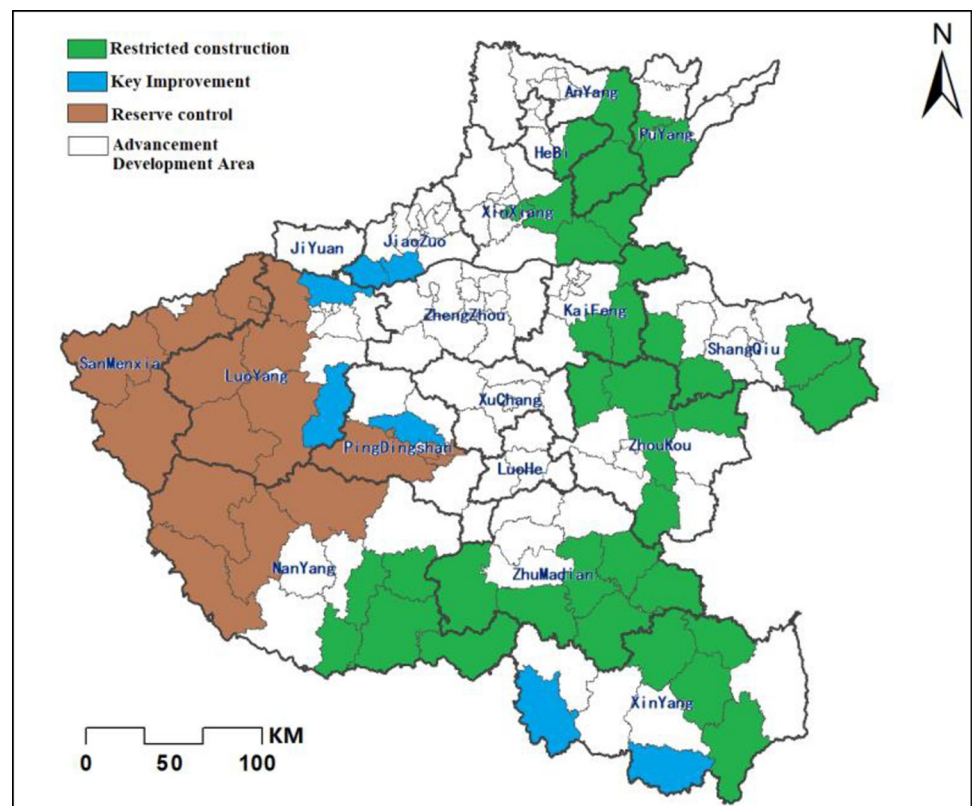 Restricted construction
Key Improvement
Reserve control
Advancement
Development Area
N
AnYang
PuYang
HeBi
XinXiang
JiYuan
JiaoZuo
ZhengZhou
KaiFeng
ShangQiu
SanMenxia
LuoYang
XuChang
PingDingshan
ZhouKou
LuoHe
NanYang
ZhuMadian
XinYang
KM
0 50 100